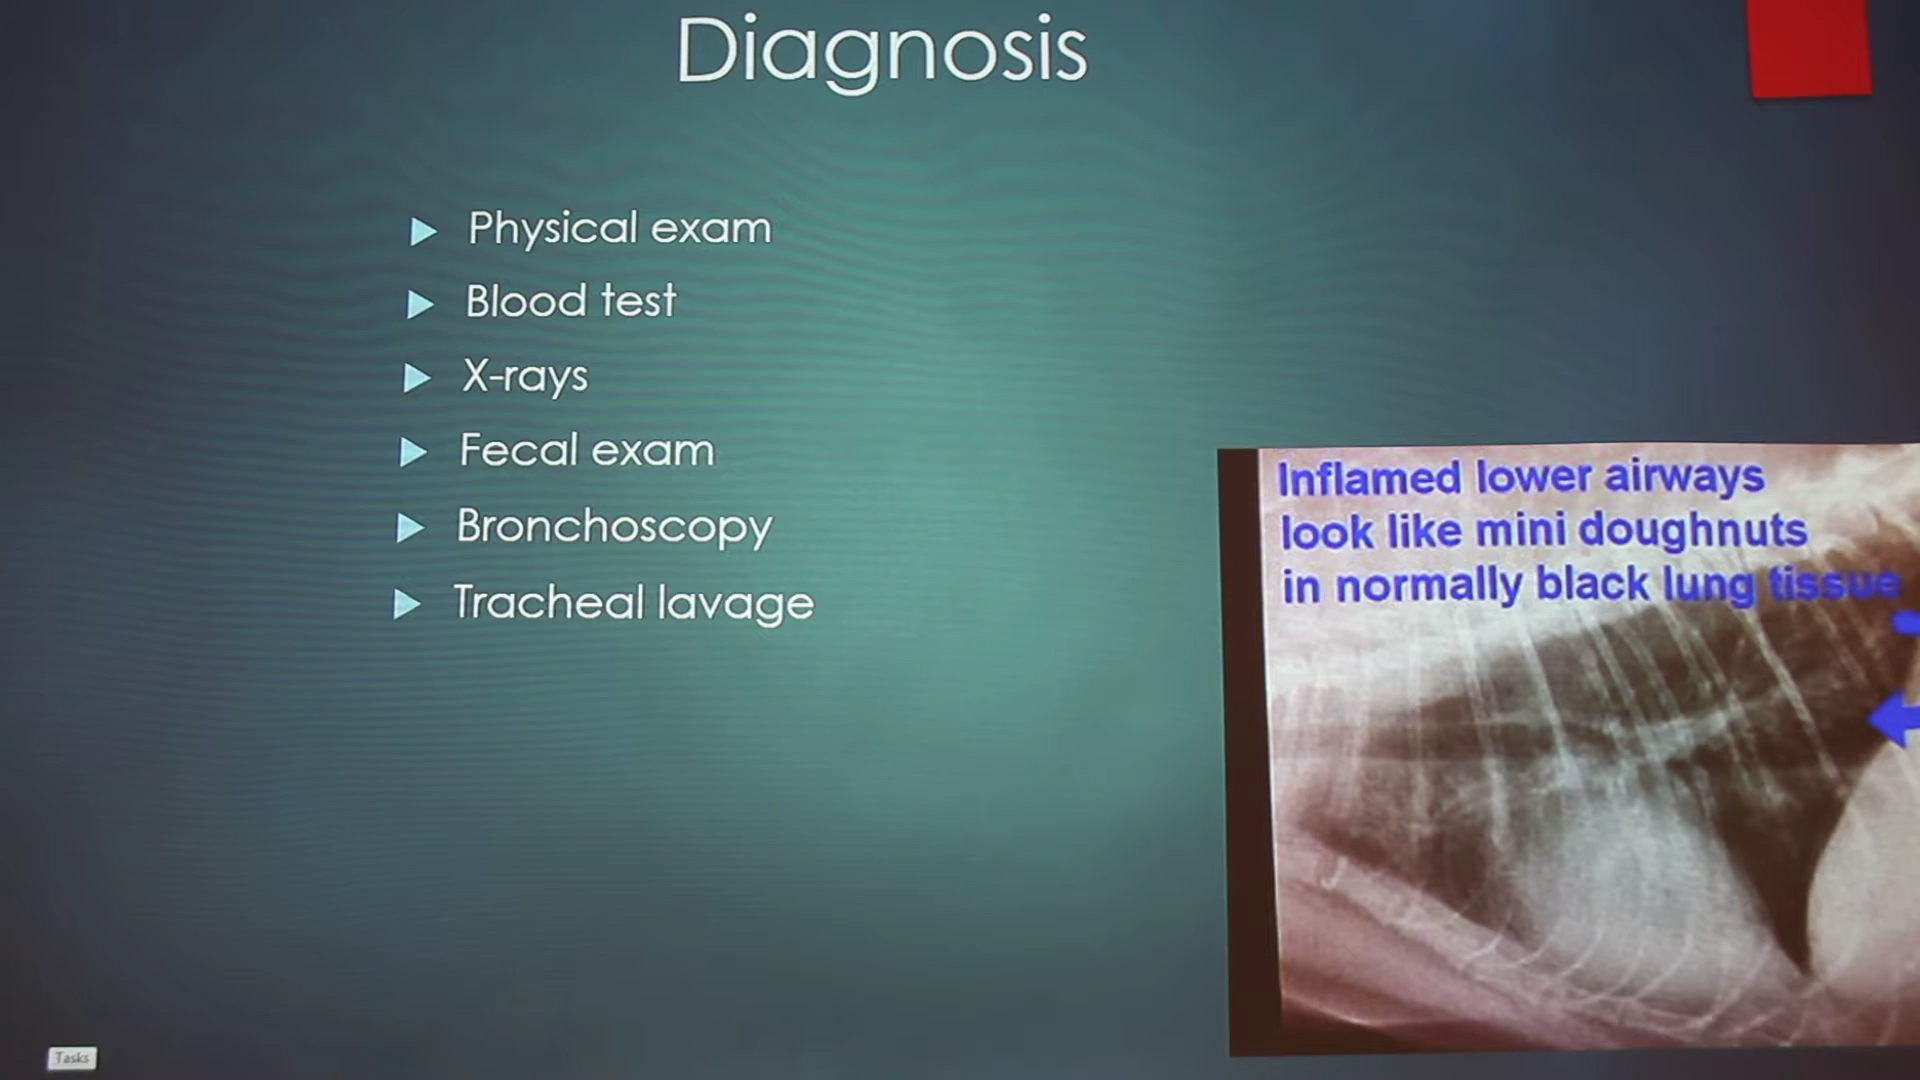 Diagnosis
Physical exam
Blood test
X-rays
Fecal exam
Bronchoscopy
Tracheal lavage
Inflamed lower airways
look like mini doughnuts
in normally black lung tissue
Tasks